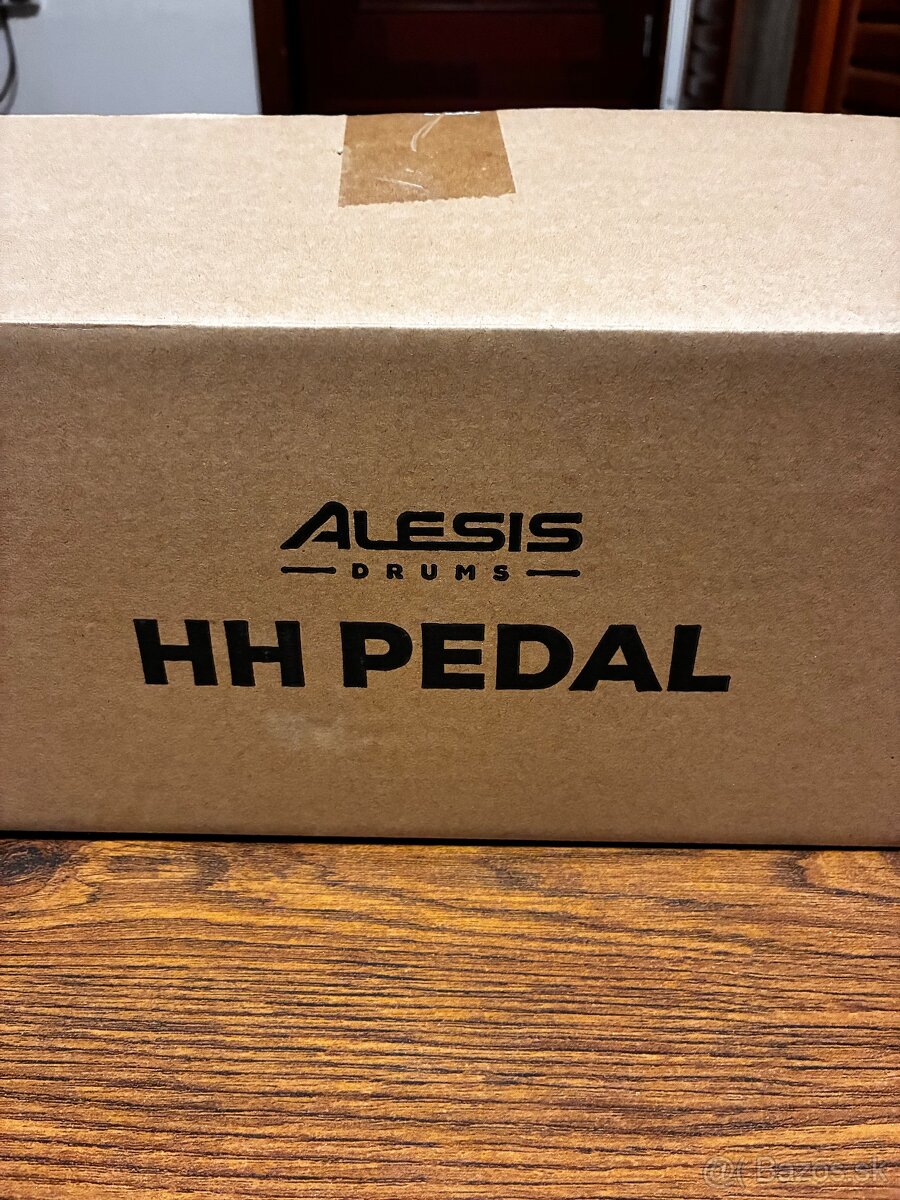 ALESIS
DRUMS
HH PEDAL
Bazos.sk